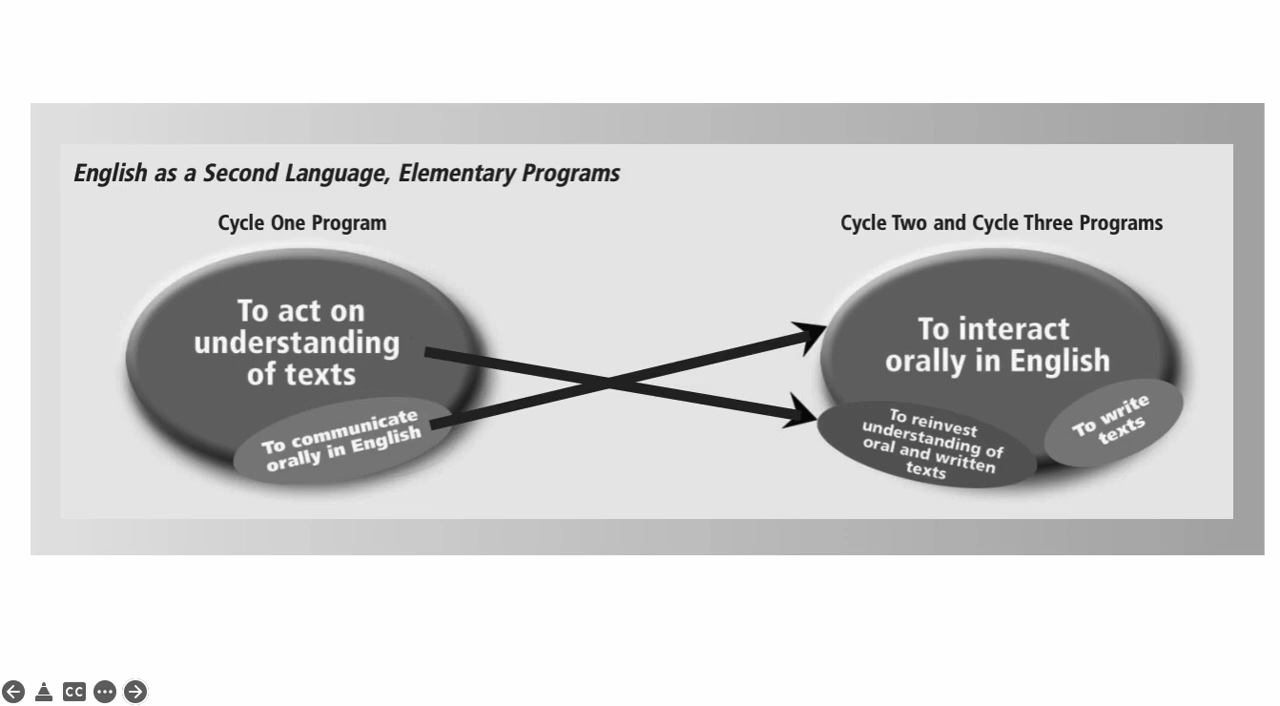 English as a Second Language, Elementary Programs
Cycle One Program
Cycle Two and Cycle Three Programs
To act on
understanding
of texts
To communicate
orally in English
To interact
orally in English
To reinvest
understanding of
oral and written
texts
To write
texts
CC